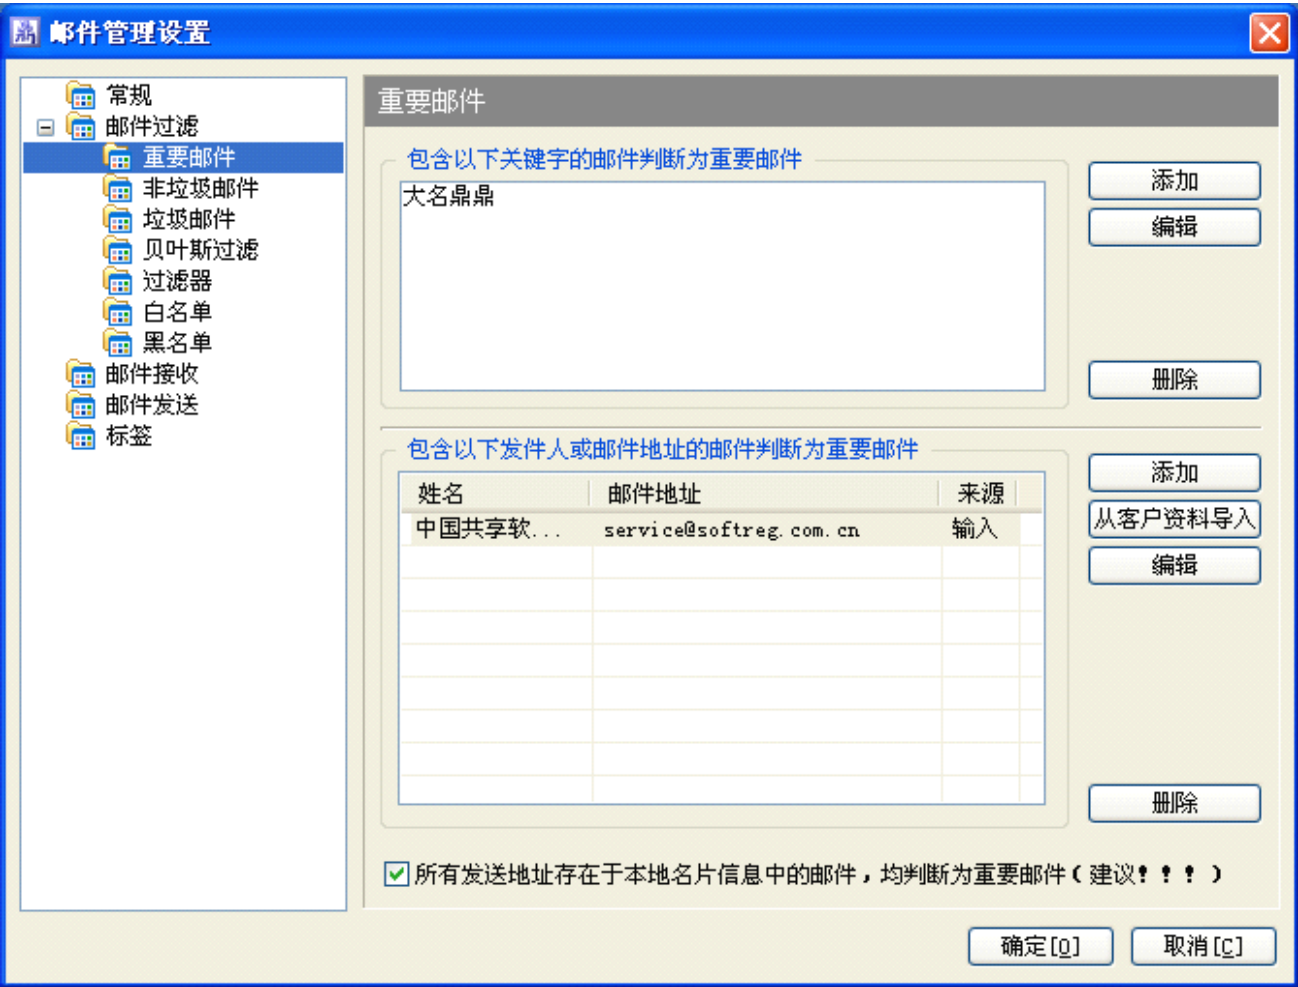 邮件管理设置
常规
邮件过滤
重要邮件
非垃圾邮件
垃圾邮件
贝叶斯过滤
过滤器
白名单
黑名单
邮件接收
邮件发送
标签
重要邮件
包含以下关键字的邮件判断为重要邮件
大名鼎鼎
添加
编辑
删除
包含以下发件人或邮件地址的邮件判断为重要邮件
姓名 邮件地址 来源
中国共享软... service@softreg.com.cn 输入
添加
从客户资料导入
编辑
删除
所有发送地址存在于本地名片信息中的邮件，均判断为重要邮件（建议！！！）
确定[O] 取消[C]